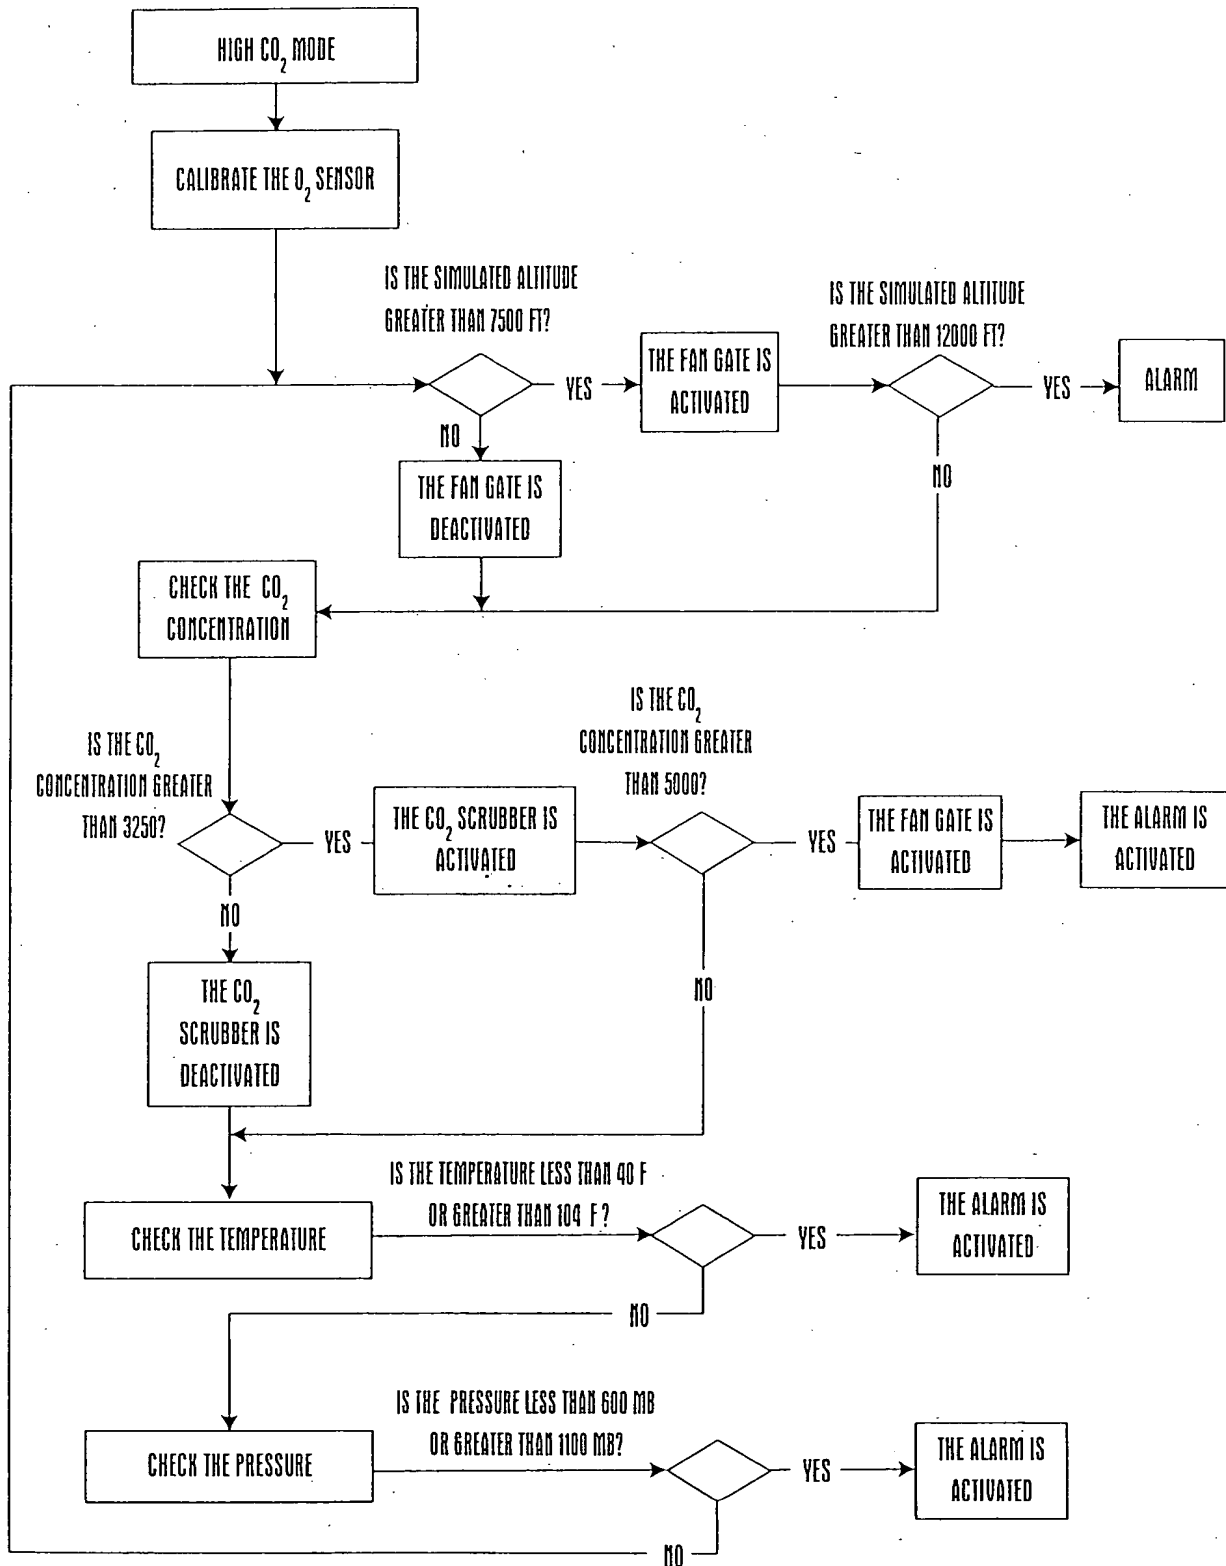 HIGH CO2 MODE
CALIBRATE THE O2 SENSOR
IS THE SIMULATED ALTITUDE
GREATER THAN 7500 FT?
IS THE SIMULATED ALTITUDE
GREATER THAN 12000 FT?
YES
THE FAN GATE IS
ACTIVATED
YES
ALARM
NO
NO
THE FAN GATE IS
DEACTIVATED
CHECK THE CO2
CONCENTRATION
IS THE CO2
CONCENTRATION GREATER
THAN 3250?
IS THE CO2
CONCENTRATION GREATER
THAN 5000?
YES
THE CO2 SCRUBBER IS
ACTIVATED
YES
THE FAN GATE IS
ACTIVATED
THE ALARM IS
ACTIVATED
NO
NO
THE CO2
SCRUBBER IS
DEACTIVATED
IS THE TEMPERATURE LESS THAN 40 F
OR GREATER THAN 104 F?
CHECK THE TEMPERATURE
YES
THE ALARM IS
ACTIVATED
NO
IS THE PRESSURE LESS THAN 600 MB
OR GREATER THAN 1100 MB?
CHECK THE PRESSURE
YES
THE ALARM IS
ACTIVATED
NO